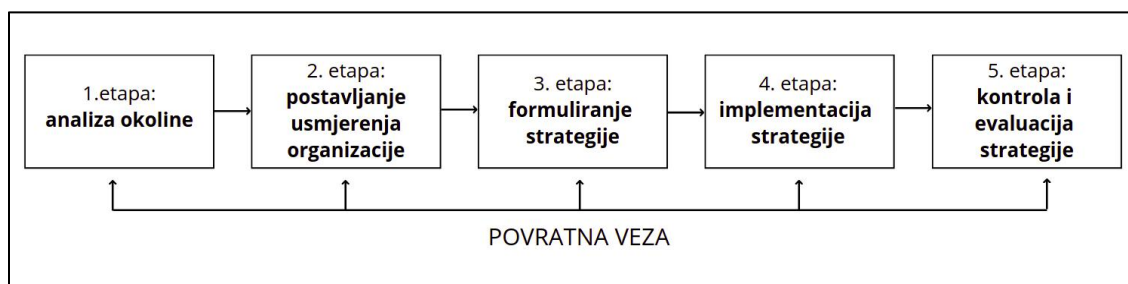 1.etapa:
analiza okoline
2. etapa:
postavljanje
usmjerenja
organizacije
3. etapa:
formuliranje
strategije
4. etapa:
implementacija
strategije
5. etapa:
kontrola i
evaluacija
strategije
POVRATNA VEZA